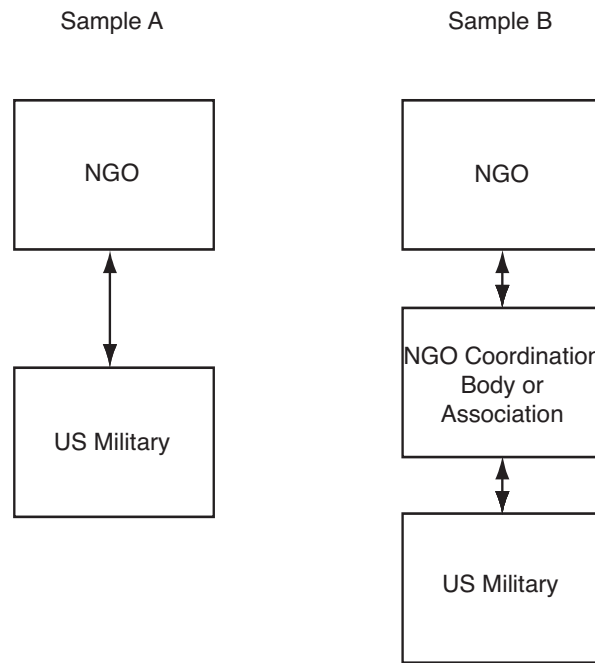 Sample A
NGO
US Military
Sample B
NGO
NGO Coordination
Body or
Association
US Military